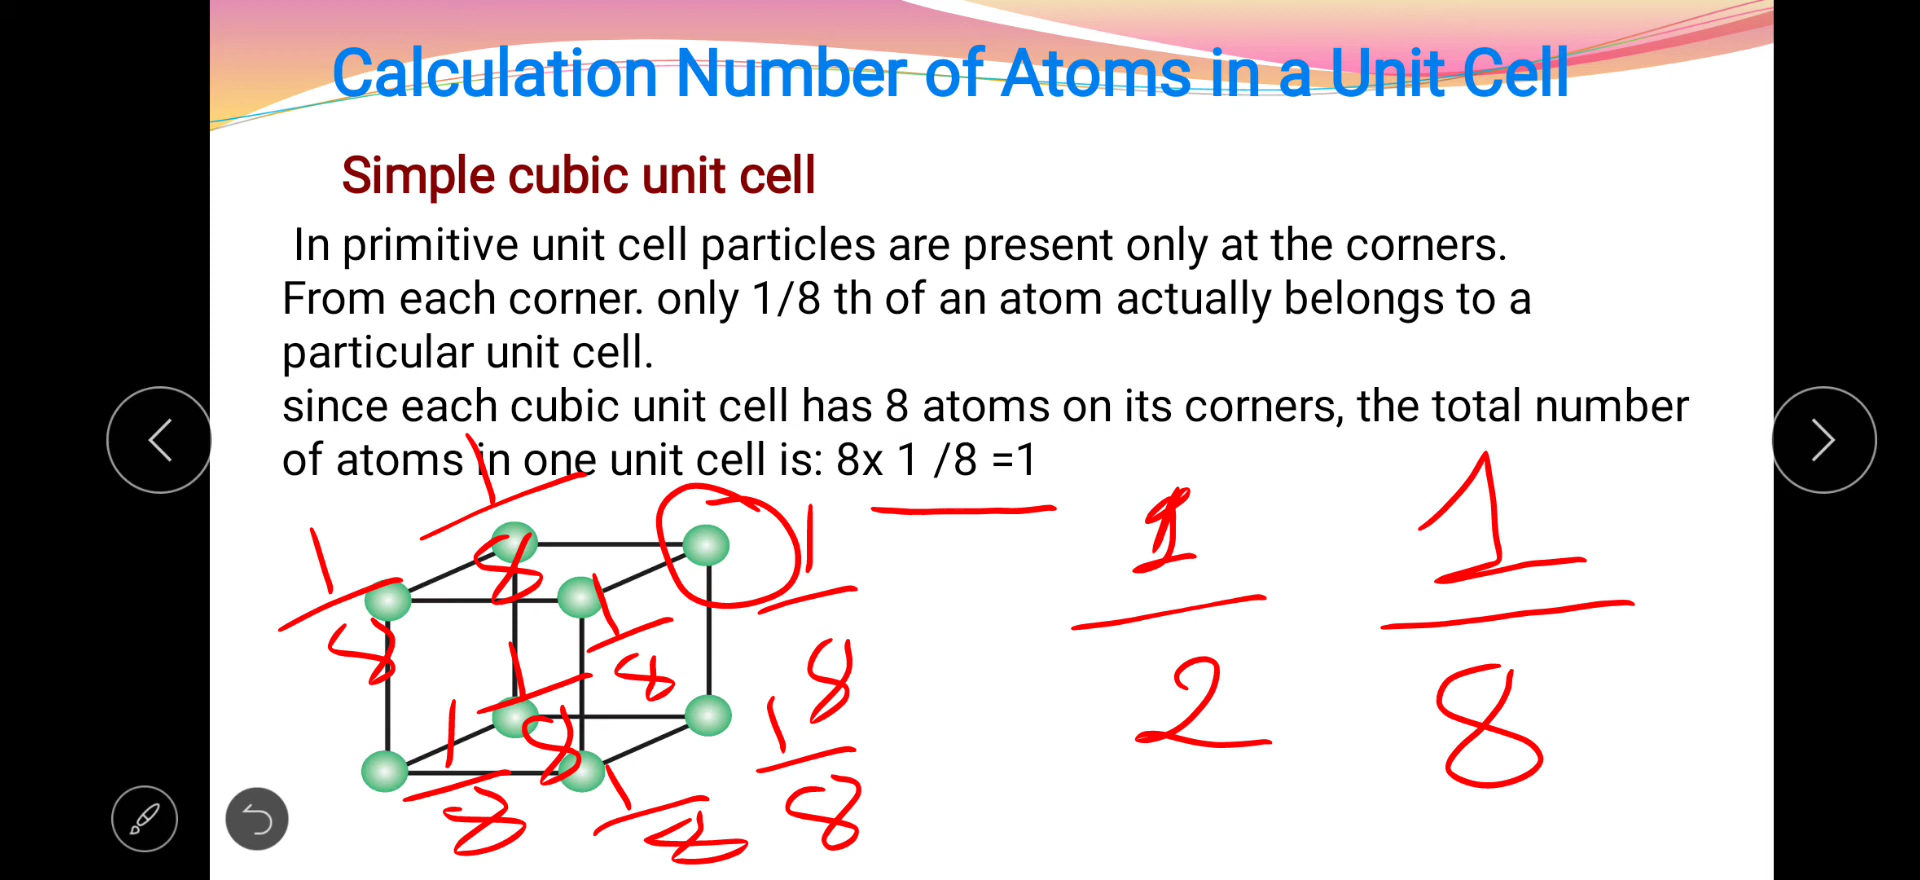 Calculation Number of Atoms in a Unit Cell
Simple cubic unit cell
In primitive unit cell particles are present only at the corners.
From each corner. only 1/8 th of an atom actually belongs to a
particular unit cell.
since each cubic unit cell has 8 atoms on its corners, the total number
of atoms in one unit cell is: 8x 1 /8 =1
1/8
1/8
1/8
1/8
1/8
1/8
1/8
1/8
1/2
1/8